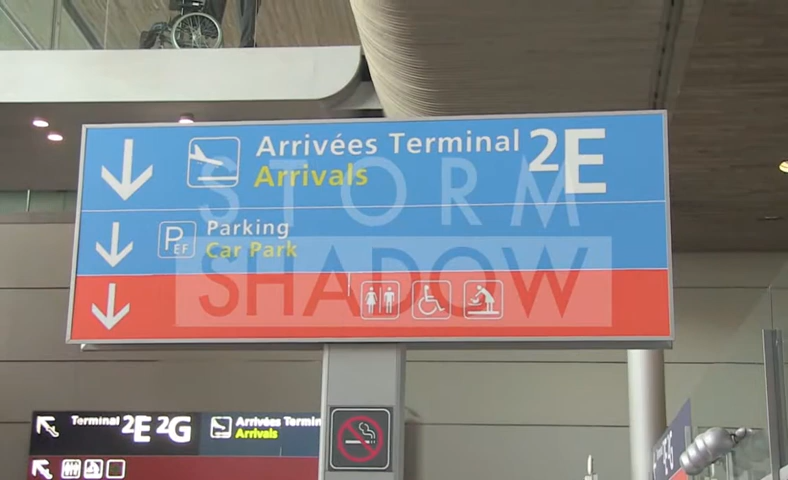 Arrivées Terminal 2E
Arrivals
STORM
Parking
Car Park
P
EF
SHADOW
Terminal 2E 2G
Arrivées Termin
Arrivals